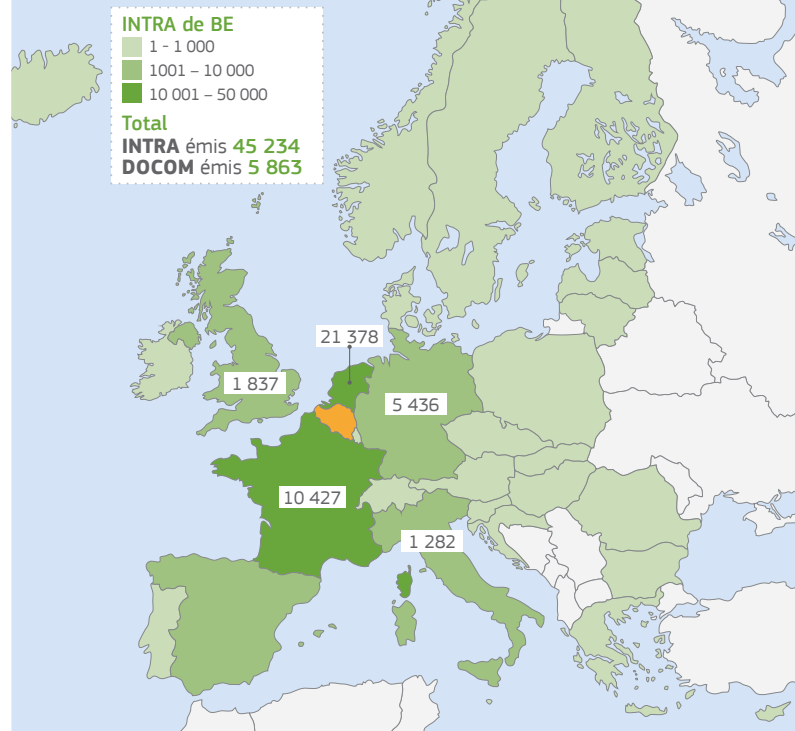 INTRA de BE
1 - 1 000
1001 – 10 000
10 001 – 50 000
Total
INTRA émis 45 234
DOCOM émis 5 863
21 378
1 837
5 436
10 427
1 282